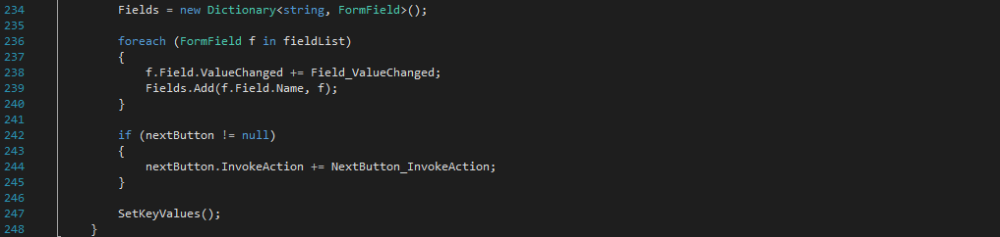 234 Fields = new Dictionary<string, FormField>();
235
236 foreach (FormField f in fieldList)
237 {
238 f.Field.ValueChanged += Field_ValueChanged;
239 Fields.Add(f.Field.Name, f);
240 }
241
242 if (nextButton != null)
243 {
244 nextButton.InvokeAction += NextButton_InvokeAction;
245 }
246
247 SetKeyValues();
248 }